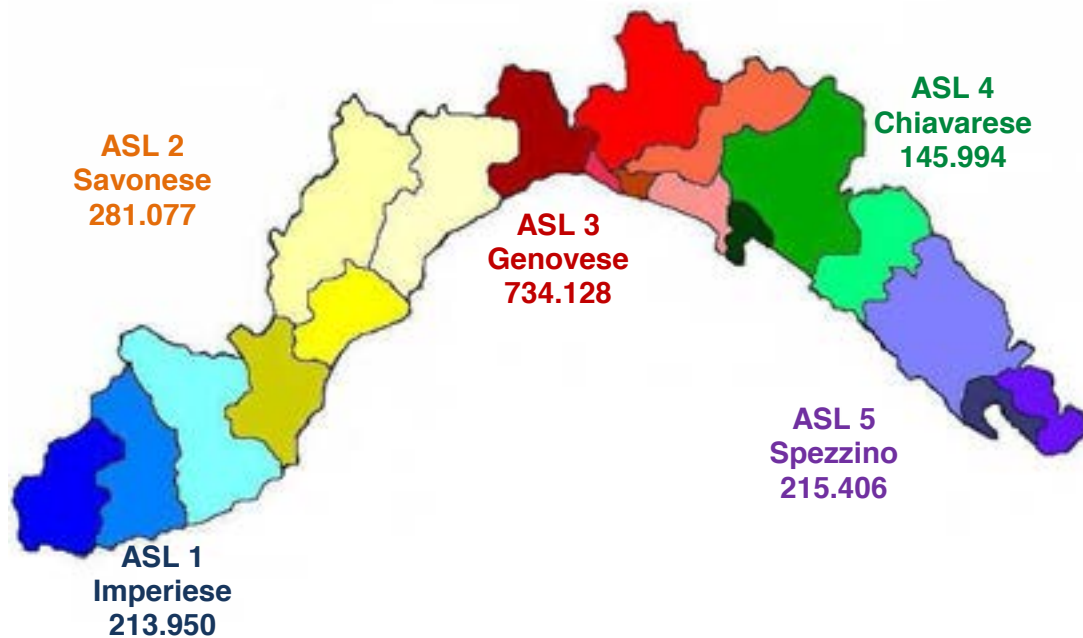 ASL 2
Savonese
281.077
ASL 4
Chiavarese
145.994
ASL 3
Genovese
734.128
ASL 5
Spezzino
215.406
ASL 1
Imperiese
213.950